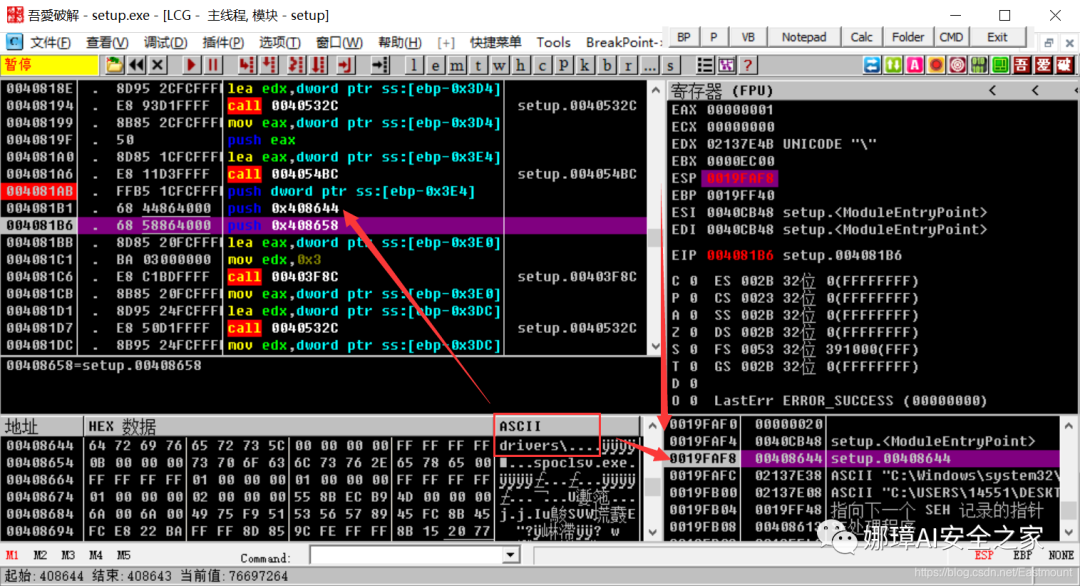 吾愛破解 - setup.exe - [LCG - 主线程, 模块 - setup]
文件(F) 查看(V) 调试(D) 插件(P) 选项(T) 窗口(W) 帮助(H) [+] 快捷菜单 Tools BreakPoint-> BP P VB Notepad Calc Folder CMD Exit
暂停 l e m t w h c P k b r ... s ? 吾 爱 破
0040818E . 8D95 2CFCFFF lea edx,dword ptr ss:[ebp-0x3D4]
00408194 . E8 93D1FFFF call 0040532C setup.0040532C
00408199 . 8B85 2CFCFFF mov eax,dword ptr ss:[ebp-0x3D4]
0040819F . 50 push eax
004081A0 . 8D85 1CFCFFF lea eax,dword ptr ss:[ebp-0x3E4]
004081A6 . E8 11D3FFFF call 004054BC setup.004054BC
004081AB . FFB5 1CFCFFF push dword ptr ss:[ebp-0x3E4]
004081B1 . 68 44864000 push 0x408644
004081B6 . 68 58864000 push 0x408658
004081BB . 8D85 20FCFFF lea eax,dword ptr ss:[ebp-0x3E0]
004081C1 . BA 03000000 mov edx,0x3
004081C6 . E8 C1BDFFFF call 00403F8C setup.00403F8C
004081CB . 8B85 20FCFFF mov eax,dword ptr ss:[ebp-0x3E0]
004081D1 . 8D95 24FCFFF lea edx,dword ptr ss:[ebp-0x3DC]
004081D7 . E8 50D1FFFF call 0040532C setup.0040532C
004081DC . 8B95 24FCFFF mov edx,dword ptr ss:[ebp-0x3DC]
00408658=setup.00408658
寄存器 (FPU) < < <
EAX 00000001
ECX 00000000
EDX 02137E4B UNICODE "\"
EBX 0000EC00
ESP 0019FAF8
EBP 0019FF40
ESI 0040CB48 setup.<ModuleEntryPoint>
EDI 0040CB48 setup.<ModuleEntryPoint>
EIP 004081B6 setup.004081B6
C 0 ES 002B 32位 0(FFFFFFFF)
P 0 CS 0023 32位 0(FFFFFFFF)
A 0 SS 002B 32位 0(FFFFFFFF)
Z 0 DS 002B 32位 0(FFFFFFFF)
S 0 FS 0053 32位 391000(FFF)
T 0 GS 002B 32位 0(FFFFFFFF)
D 0
O 0 LastErr ERROR_SUCCESS (00000000)
地址 HEX 数据 ASCII
00408644 64 72 69 76 65 72 73 5C 00 00 00 00 FF FF FF FF drivers\....ÿÿÿÿ
00408654 0B 00 00 00 73 70 6F 63 6C 73 76 2E 65 78 65 00 ...spoclsv.exe.
00408664 FF FF FF FF 01 00 00 00 01 00 00 00
00408674 01 00 00 00 02 00 00 00 55 8B EC B9 4D 00 00 00
00408684 6A 00 6A 00 49 75 F9 51 53 56 57 89 45 FC 8B 45
00408694 FC E8 22 BA FF FF 8D 85 9C FE FF FF 8B 15 20 77
0019FAF0 00000020
0019FAF4 0040CB48 setup.<ModuleEntryPoint>
0019FAF8 00408644 setup.00408644
0019FAFC 02137E38 ASCII "C:\Windows\system32\
0019FB00 02137E08 ASCII "C:\USERS\14551\DESKT
0019FB04 0019FF48 指向下一个 SEH 记录的指针
0019FB08 0040861
M1 M2 M3 M4 M5 Command: ESP EBP NONE
起始: 408644 结束: 408643 当前值: 76697264
娜璋AI安全之家
https://blog.csdn.net/Eastmount